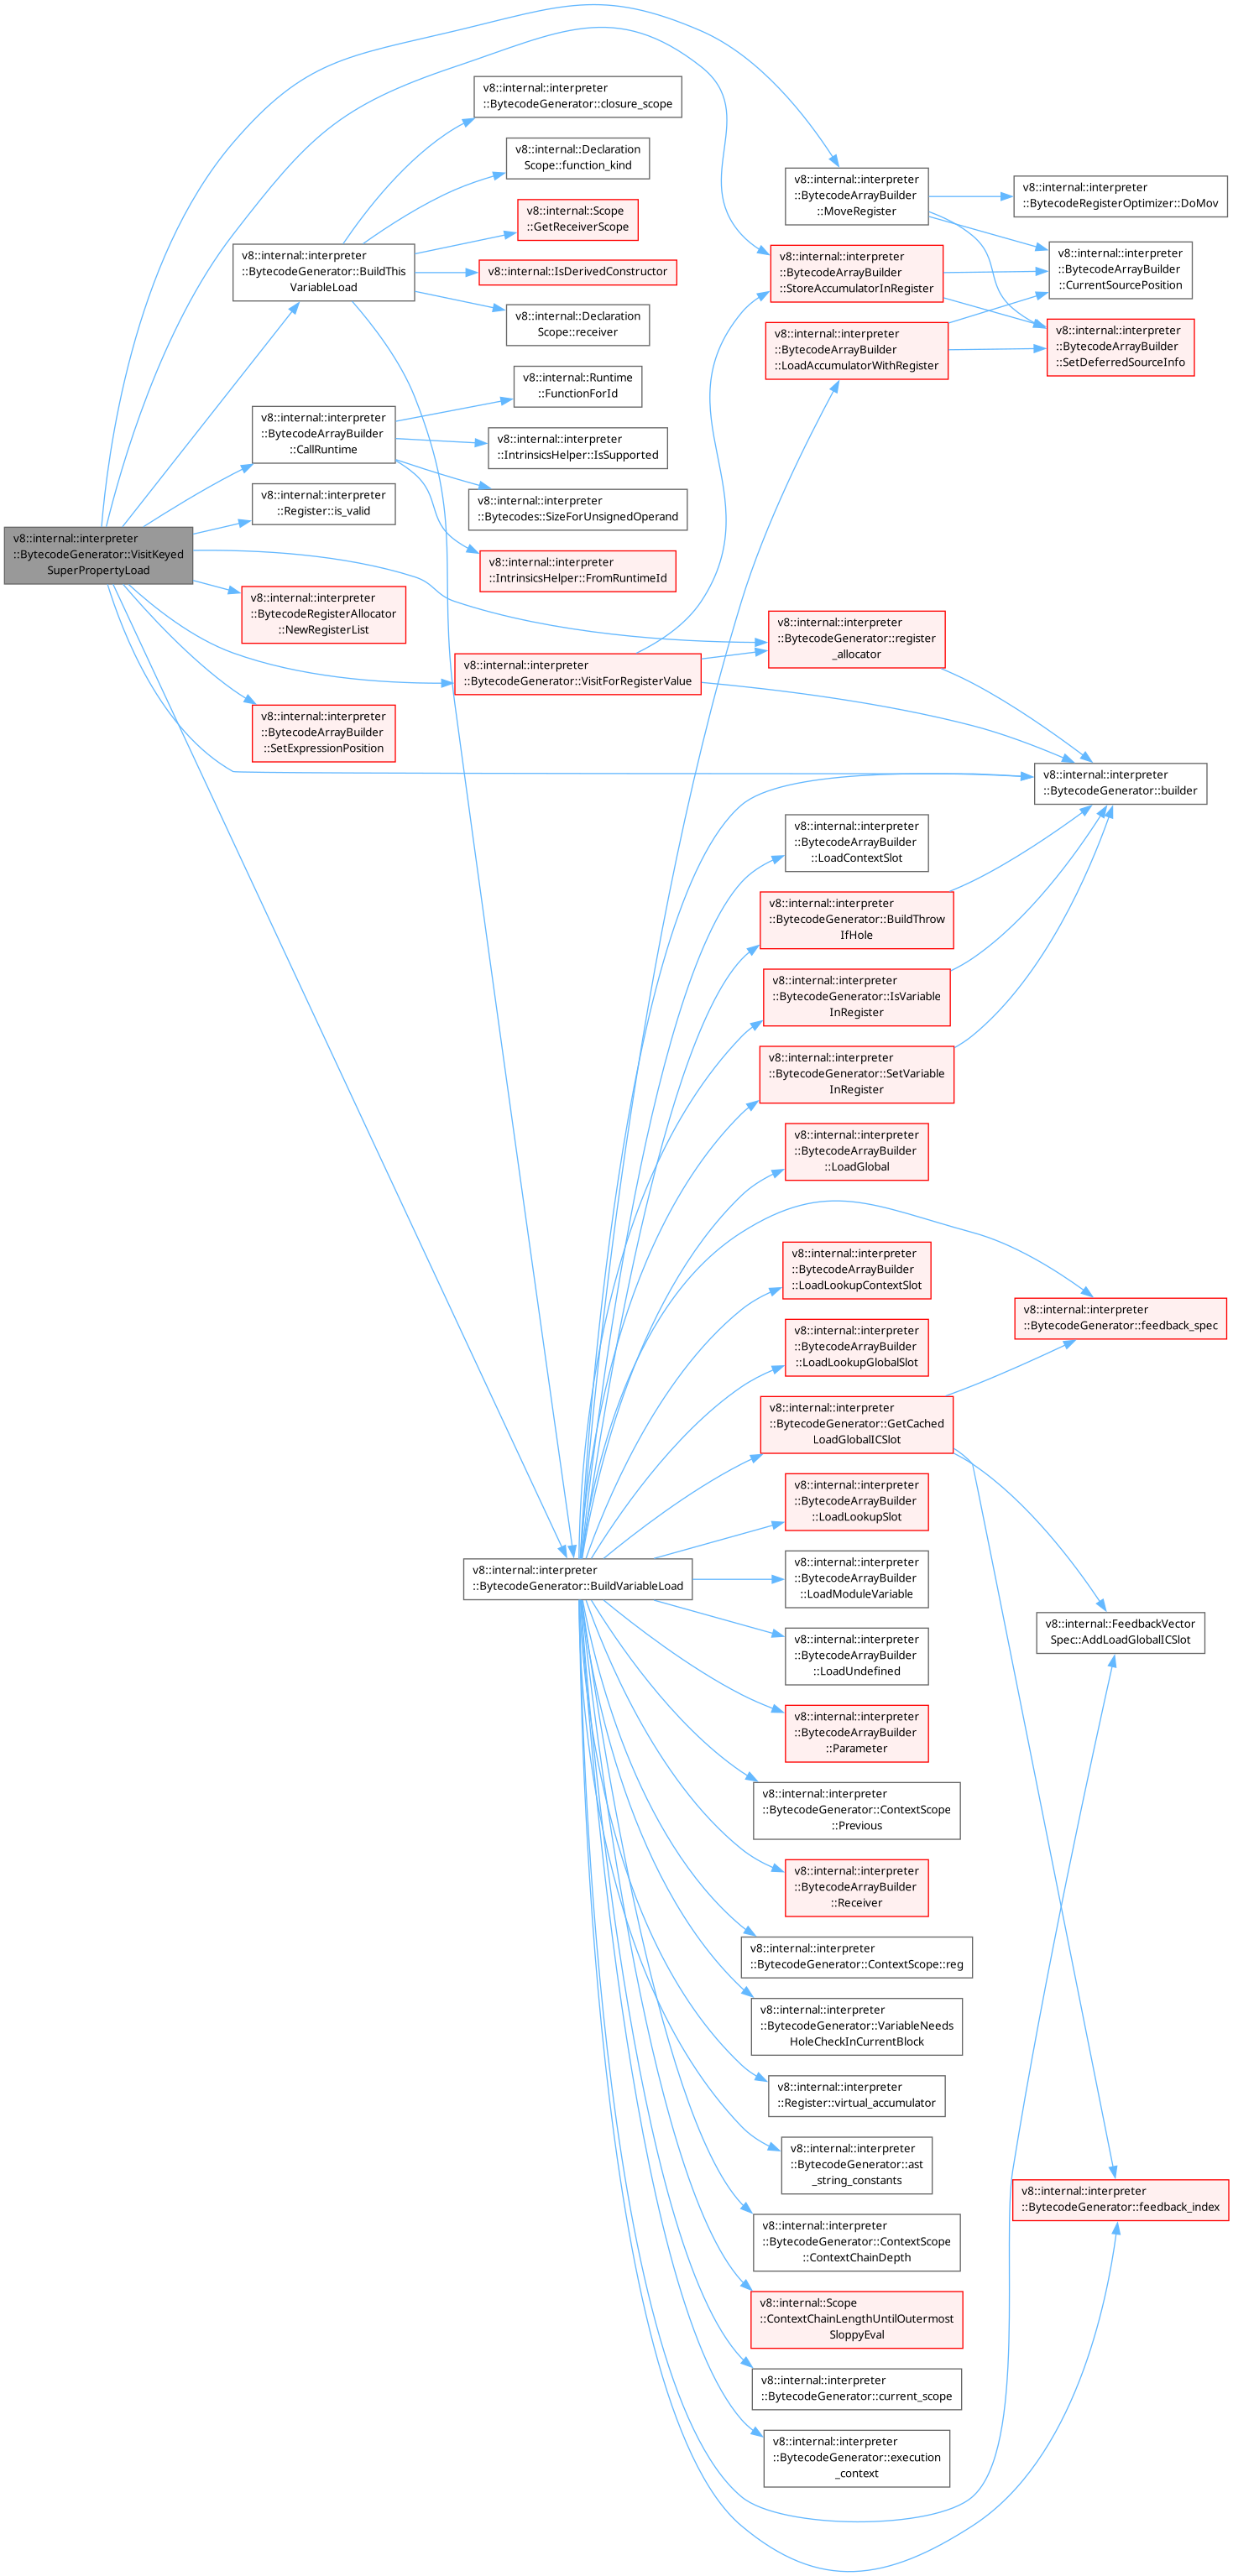 v8::internal::interpreter
::BytecodeGenerator::closure_scope
v8::internal::Declaration
Scope::function_kind
v8::internal::interpreter
::BytecodeArrayBuilder
::MoveRegister
v8::internal::interpreter
::BytecodeRegisterOptimizer::DoMov
v8::internal::Scope
::GetReceiverScope
v8::internal::interpreter
::BytecodeGenerator::BuildThis
VariableLoad
v8::internal::interpreter
::BytecodeArrayBuilder
::StoreAccumulatorInRegister
v8::internal::interpreter
::BytecodeArrayBuilder
::CurrentSourcePosition
v8::internal::IsDerivedConstructor
v8::internal::Declaration
Scope::receiver
v8::internal::interpreter
::BytecodeArrayBuilder
::LoadAccumulatorWithRegister
v8::internal::interpreter
::BytecodeArrayBuilder
::SetDeferredSourceInfo
v8::internal::Runtime
::FunctionForId
v8::internal::interpreter
::BytecodeArrayBuilder
::CallRuntime
v8::internal::interpreter
::IntrinsicsHelper::IsSupported
v8::internal::interpreter
::Register::is_valid
v8::internal::interpreter
::Bytecodes::SizeForUnsignedOperand
v8::internal::interpreter
::BytecodeGenerator::VisitKeyed
SuperPropertyLoad
v8::internal::interpreter
::IntrinsicsHelper::FromRuntimeId
v8::internal::interpreter
::BytecodeRegisterAllocator
::NewRegisterList
v8::internal::interpreter
::BytecodeGenerator::register
_allocator
v8::internal::interpreter
::BytecodeGenerator::VisitForRegisterValue
v8::internal::interpreter
::BytecodeArrayBuilder
::SetExpressionPosition
v8::internal::interpreter
::BytecodeGenerator::builder
v8::internal::interpreter
::BytecodeArrayBuilder
::LoadContextSlot
v8::internal::interpreter
::BytecodeGenerator::BuildThrow
IfHole
v8::internal::interpreter
::BytecodeGenerator::IsVariable
InRegister
v8::internal::interpreter
::BytecodeGenerator::SetVariable
InRegister
v8::internal::interpreter
::BytecodeArrayBuilder
::LoadGlobal
v8::internal::interpreter
::BytecodeArrayBuilder
::LoadLookupContextSlot
v8::internal::interpreter
::BytecodeGenerator::feedback_spec
v8::internal::interpreter
::BytecodeArrayBuilder
::LoadLookupGlobalSlot
v8::internal::interpreter
::BytecodeGenerator::GetCached
LoadGlobalICSlot
v8::internal::interpreter
::BytecodeArrayBuilder
::LoadLookupSlot
v8::internal::interpreter
::BytecodeGenerator::BuildVariableLoad
v8::internal::interpreter
::BytecodeArrayBuilder
::LoadModuleVariable
v8::internal::FeedbackVector
Spec::AddLoadGlobalICSlot
v8::internal::interpreter
::BytecodeArrayBuilder
::LoadUndefined
v8::internal::interpreter
::BytecodeArrayBuilder
::Parameter
v8::internal::interpreter
::BytecodeGenerator::ContextScope
::Previous
v8::internal::interpreter
::BytecodeArrayBuilder
::Receiver
v8::internal::interpreter
::BytecodeGenerator::ContextScope::reg
v8::internal::interpreter
::BytecodeGenerator::VariableNeeds
HoleCheckInCurrentBlock
v8::internal::interpreter
::Register::virtual_accumulator
v8::internal::interpreter
::BytecodeGenerator::ast
_string_constants
v8::internal::interpreter
::BytecodeGenerator::feedback_index
v8::internal::interpreter
::BytecodeGenerator::ContextScope
::ContextChainDepth
v8::internal::Scope
::ContextChainLengthUntilOutermost
SloppyEval
v8::internal::interpreter
::BytecodeGenerator::current_scope
v8::internal::interpreter
::BytecodeGenerator::execution
_context